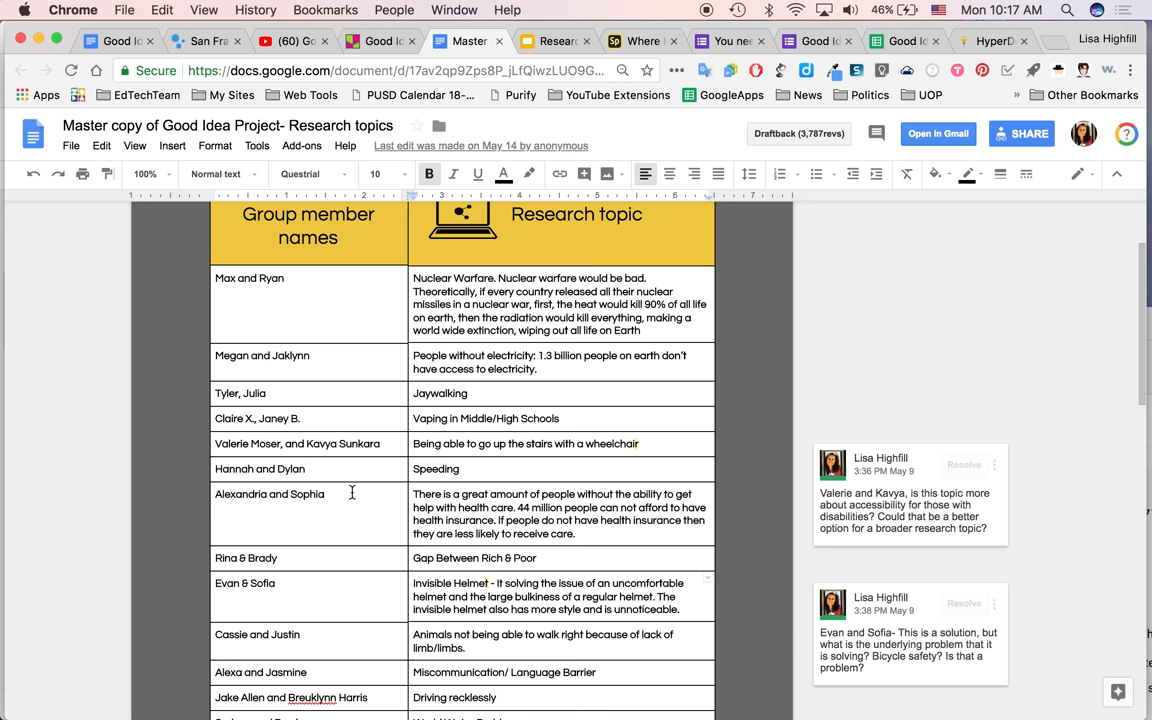 Chrome File Edit View History Bookmarks People Window Help 46% Mon 10:17 AM
Good Id San Fra (60) Go Good Id Master Researc Where You nee Good Id Good Id HyperD Lisa Highfill
Secure https://docs.google.com/document/d/17av2qp9Zps8P_jLfQiwzLUO9G...
Apps EdTechTeam My Sites Web Tools PUSD Calendar 18-... Purify YouTube Extensions GoogleApps News Politics UOP » Other Bookmarks
Master copy of Good Idea Project- Research topics
Draftback (3,787revs) Open in Gmail SHARE
File Edit View Insert Format Tools Add-ons Help Last edit was made on May 14 by anonymous
100% Normal text Questrial 10 B I U A
1 1 2 3 4 5 6 7
Group member
names
Research topic
Max and Ryan
Nuclear Warfare. Nuclear warfare would be bad.
Theoretically, if every country released all their nuclear
missiles in a nuclear war, first, the heat would kill 90% of all life
on earth, then the radiation would kill everything, making a
world wide extinction, wiping out all life on Earth
Megan and Jaklynn
People without electricity: 1.3 billion people on earth don't
have access to electricity.
Tyler, Julia
Jaywalking
Claire X., Janey B.
Vaping in Middle/High Schools
Valerie Moser, and Kavya Sunkara
Being able to go up the stairs with a wheelchair
Hannah and Dylan
Speeding
Alexandria and Sophia
There is a great amount of people without the ability to get
help with health care. 44 million people can not afford to have
health insurance. If people do not have health insurance then
they are less likely to receive care.
Rina & Brady
Gap Between Rich & Poor
Evan & Sofia
Invisible Helmet - It solving the issue of an uncomfortable
helmet and the large bulkiness of a regular helmet. The
invisible helmet also has more style and is unnoticeable.
Cassie and Justin
Animals not being able to walk right because of lack of
limb/limbs.
Alexa and Jasmine
Miscommunication/ Language Barrier
Jake Allen and Breuklynn Harris
Driving recklessly
Lisa Highfill
3:36 PM May 9
Resolve
Valerie and Kavya, is this topic more
about accessibility for those with
disabilities? Could that be a better
option for a broader research topic?
Lisa Highfill
3:38 PM May 9
Resolve
Evan and Sofia- This is a solution, but
what is the underlying problem that it
is solving? Bicycle safety? Is that a
problem?